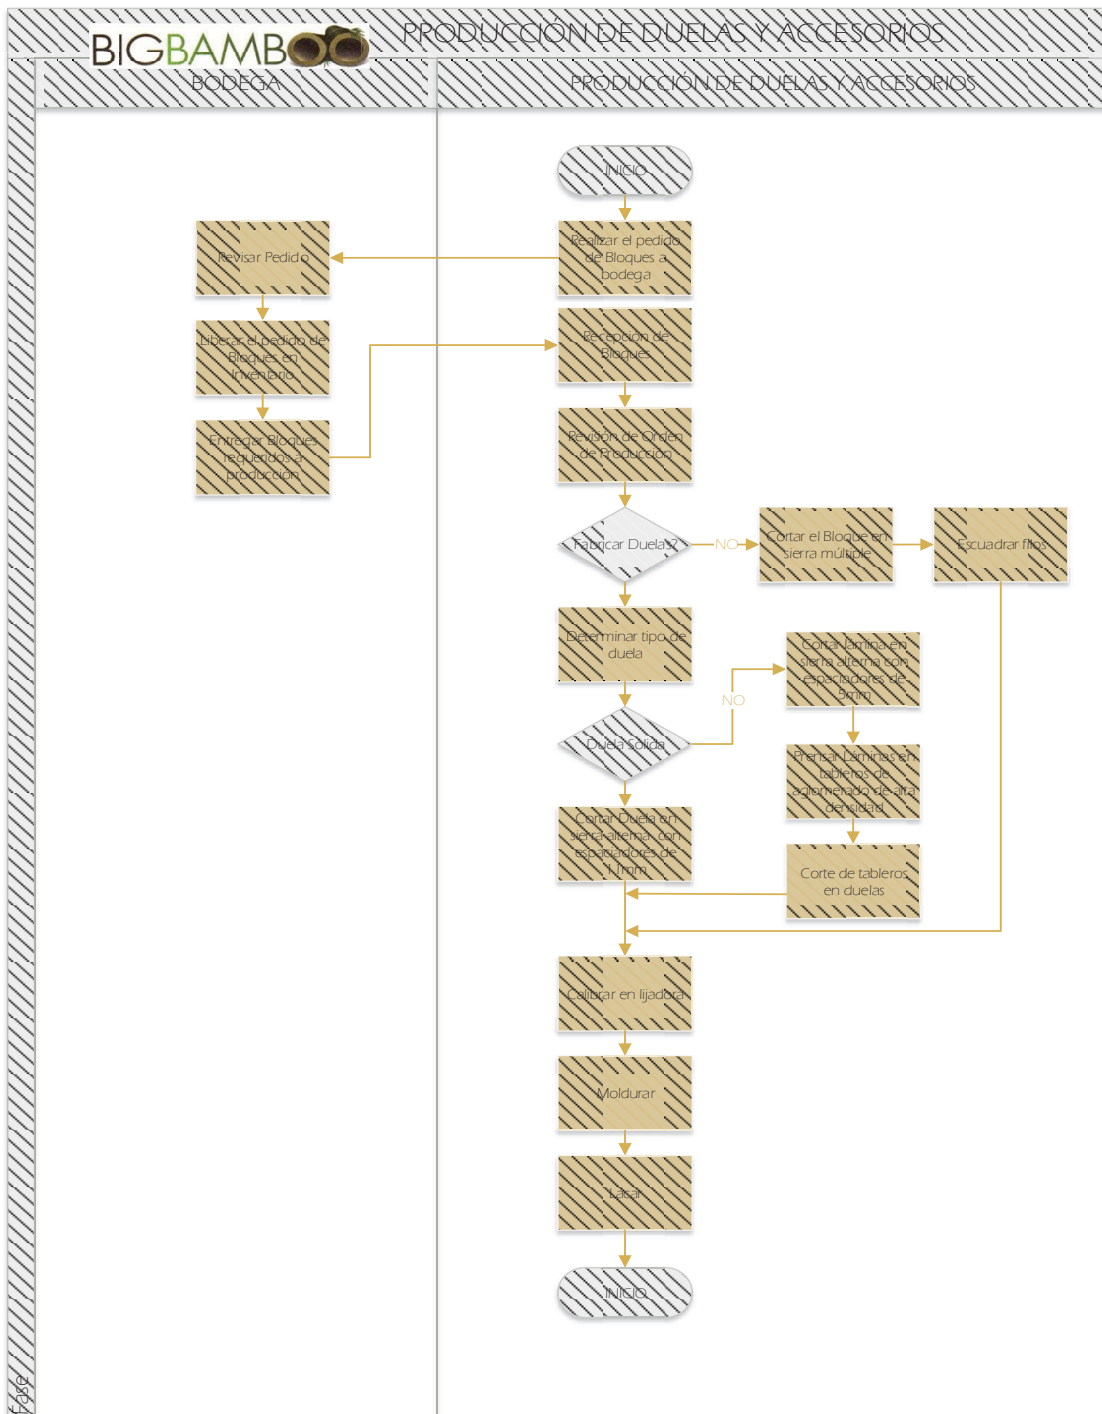 BIGBAMBOO
PRODUCCIÓN DE DUELAS Y ACCESORIOS
BODEGA
PRODUCCIÓN DE DUELAS Y ACCESORIOS
INICIO
Revisar Pedido
Realizar el pedido
de Bloques a
bodega
Liberar el pedido de
Bloques en
Inventario
Recepción de
Bloques
Entregar Bloques
requeridos a
producción
Revisión de Orden
de Producción
Fabricar Duelas?
NO
Cortar el Bloque en
sierra múltiple
Escuadrar filos
Determinar tipo de
duela
Cortar lámina en
sierra alterna con
espaciadores de
5mm
NO
Duela Sólida
Prensar Láminas en
tableros de
aglomerado de alta
densidad
Cortar Duela en
sierra alterna con
espaciadores de
11mm
Corte de tableros
en duelas
Calibrar en lijadora
Moldurar
Lacar
INICIO
Fase